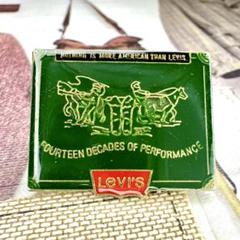 NOTHING IS MORE AMERICAN THAN LEVIS.
FOURTEEN DECADES OF PERFORMANCE
LEVI'S